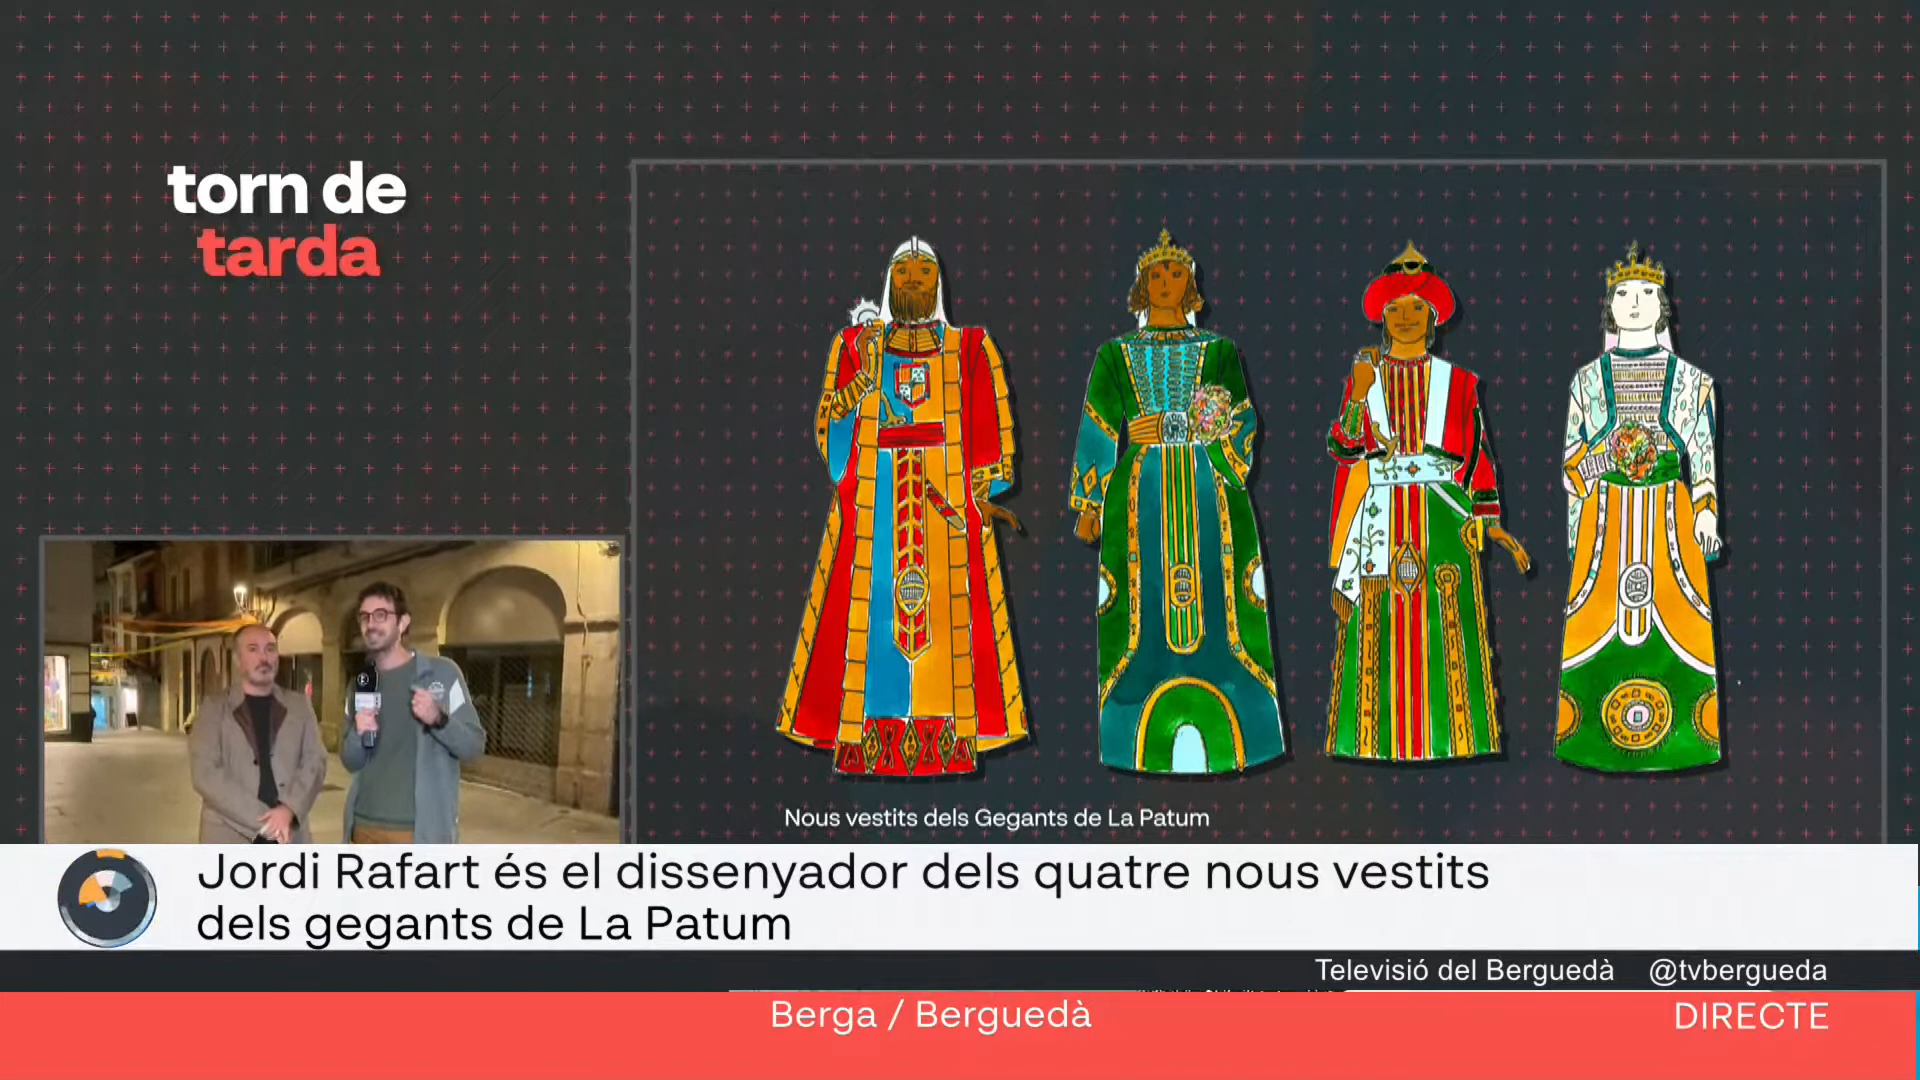 torn de
tarda
Nous vestits dels Gegants de La Patum
Jordi Rafart és el dissenyador dels quatre nous vestits
dels gegants de La Patum
Televisió del Berguedà @tvbergueda
Berga / Berguedà
DIRECTE